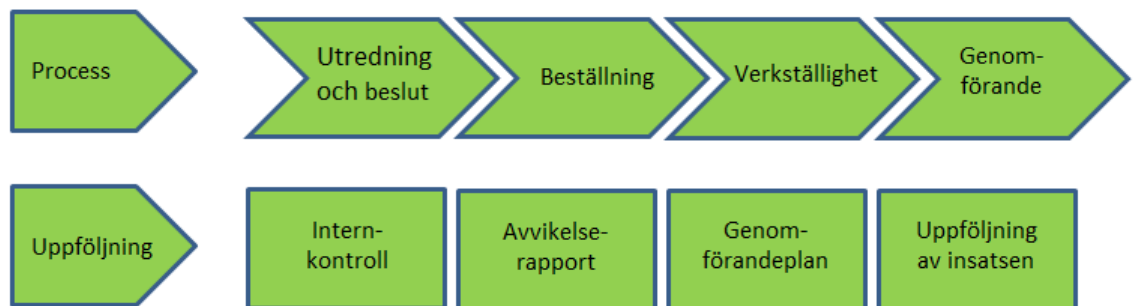 Process
Utredning
och beslut
Beställning
Verkställighet
Genom-
förande
Uppföljning
Intern-
kontroll
Avvikelse-
rapport
Genom-
förandeplan
Uppföljning
av insatsen